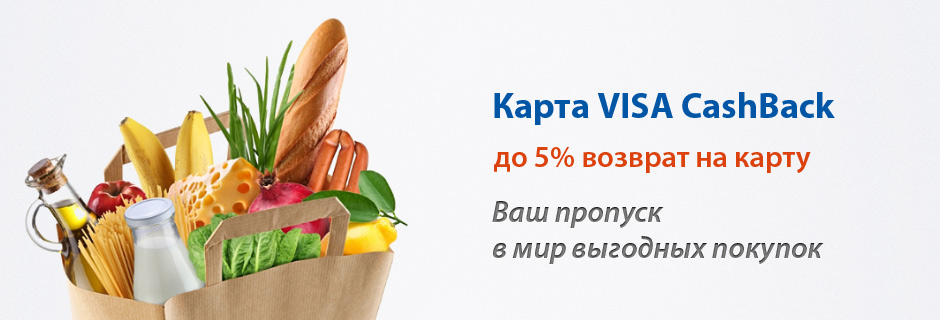 Карта VISA CashBack
до 5% возврат на карту
Ваш пропуск
в мир выгодных покупок